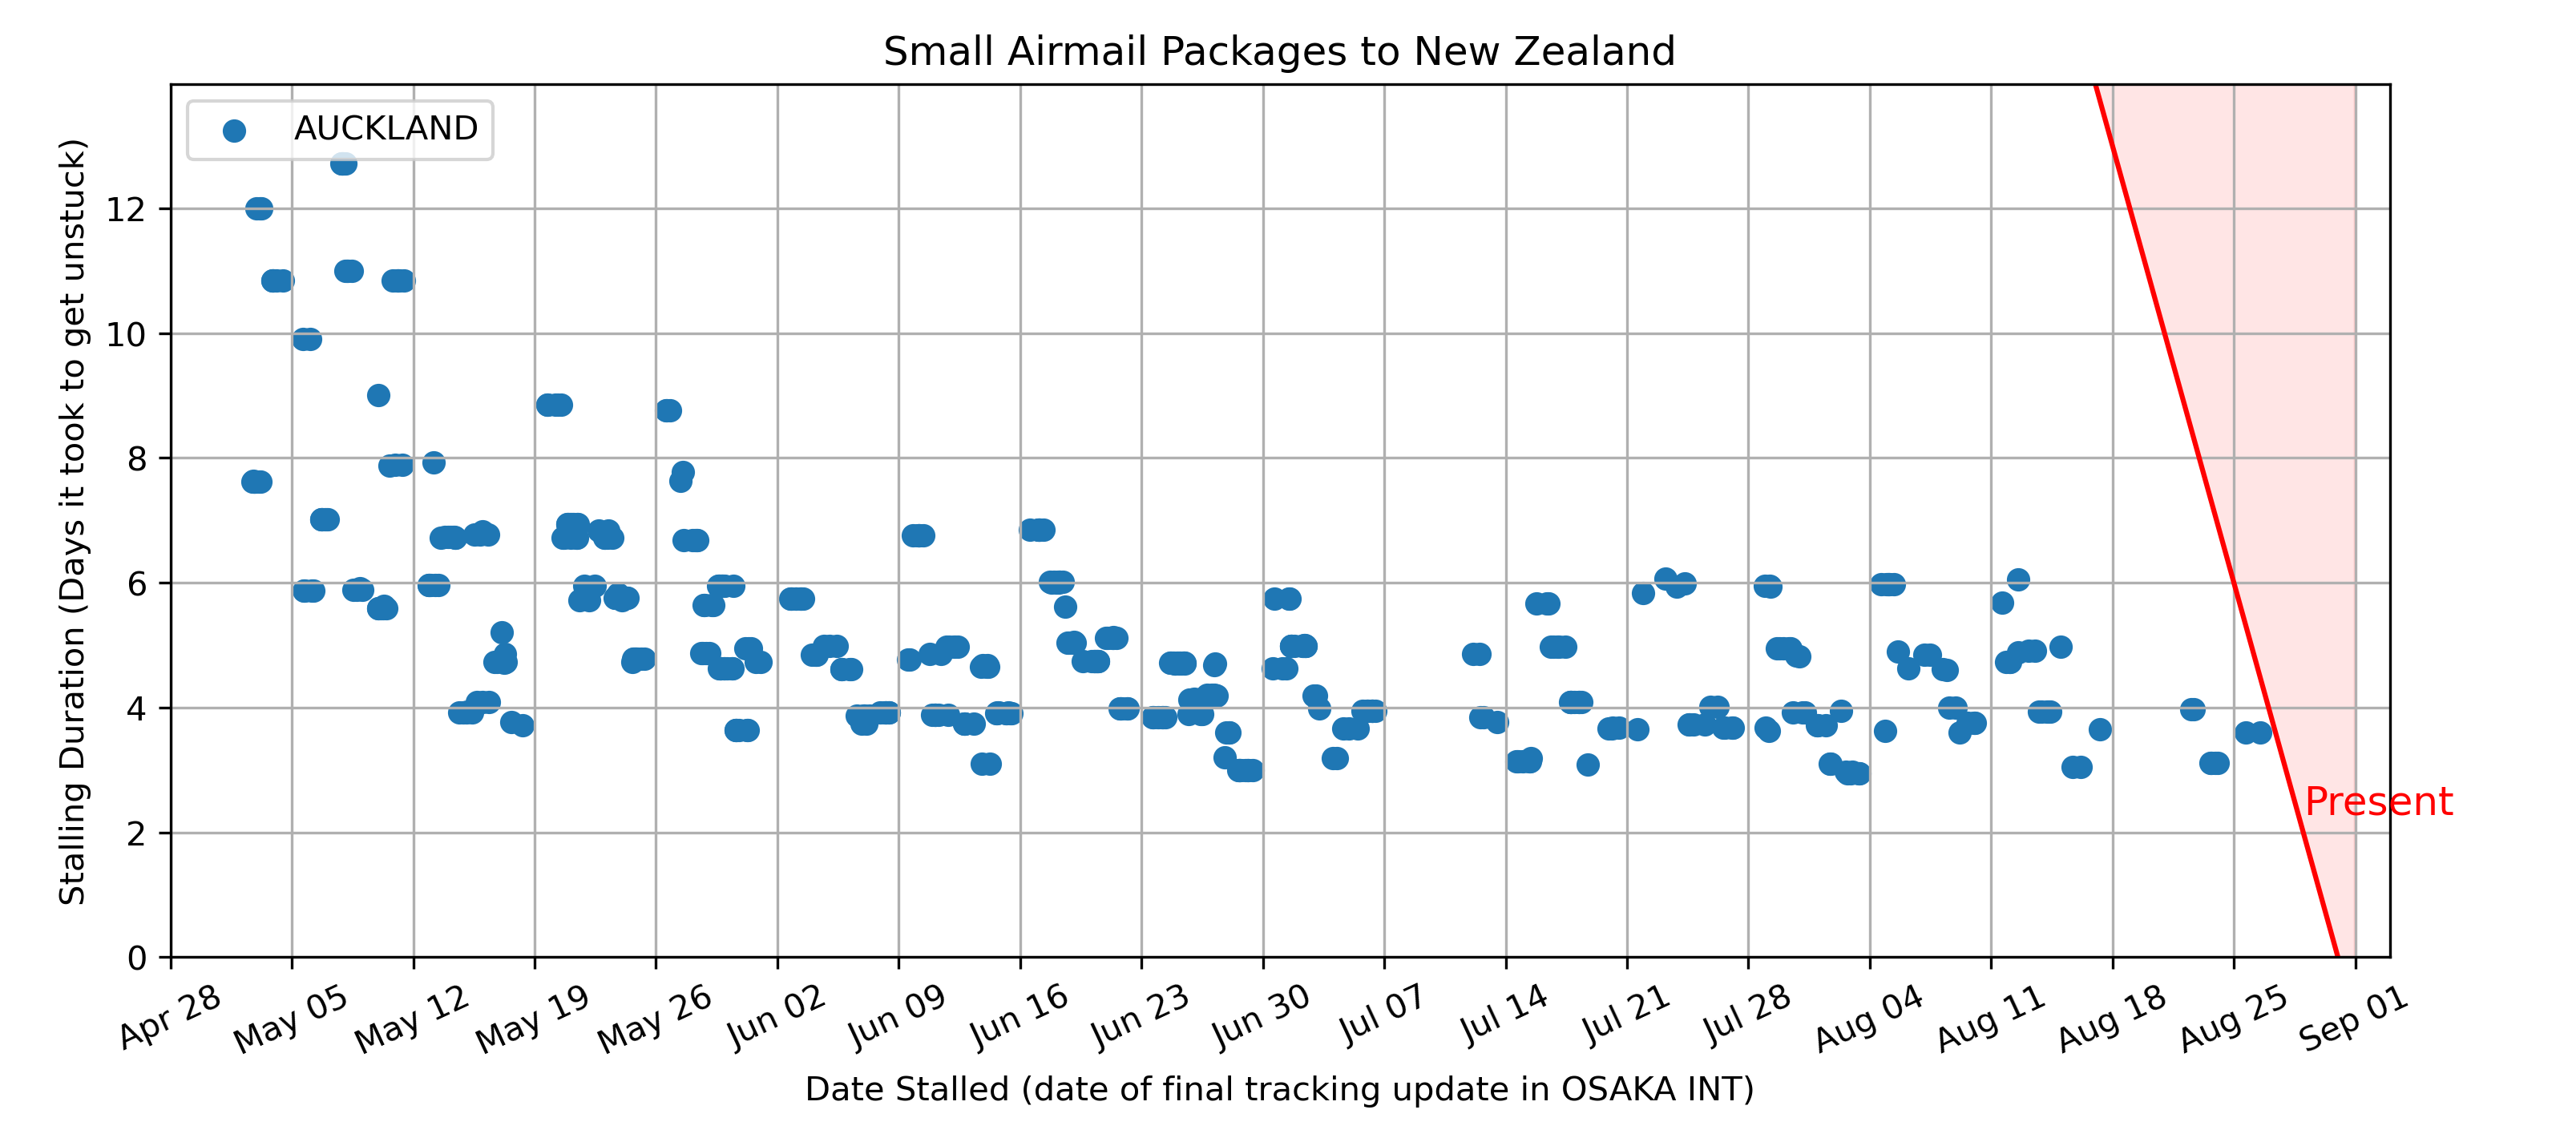 Small Airmail Packages to New Zealand
AUCKLAND
Stalling Duration (Days it took to get unstuck)
12
10
8
6
4
2
0
Present
Apr 28
May 05
May 12
May 19
May 26
Jun 02
Jun 09
Jun 16
Jun 23
Jun 30
Jul 07
Jul 14
Jul 21
Jul 28
Aug 04
Aug 11
Aug 18
Aug 25
Sep 01
Date Stalled (date of final tracking update in OSAKA INT)